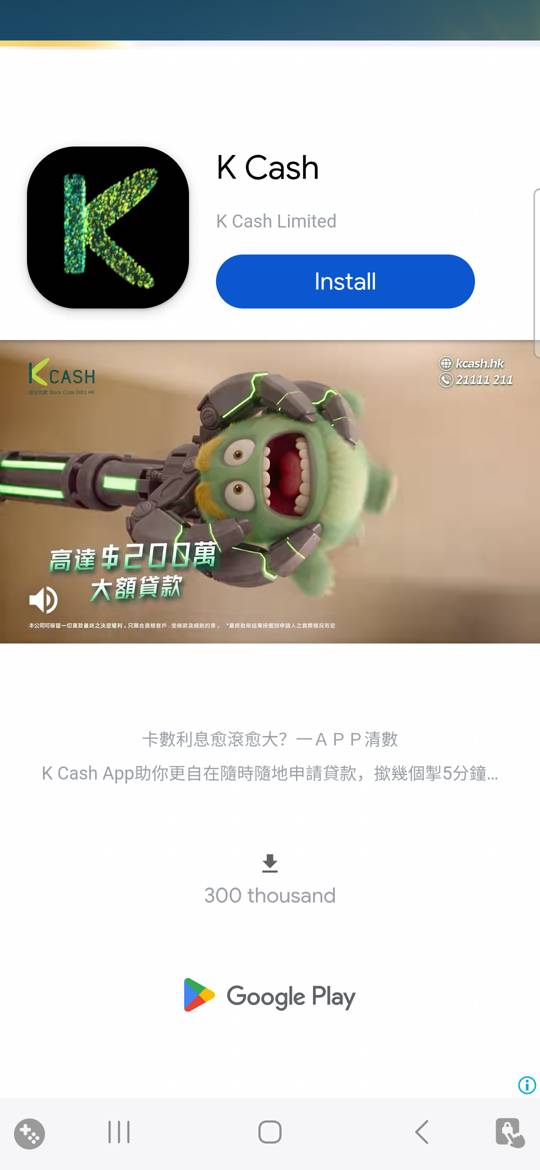 K Cash
K Cash Limited
Install
K CASH
kcash.hk
21111 211
高達$200萬
大額貸款
卡數利息愈滾愈大？一ＡＰＰ清數
K Cash App助你更自在隨時隨地申請貸款，撳幾個掣5分鐘…
300 thousand
Google Play